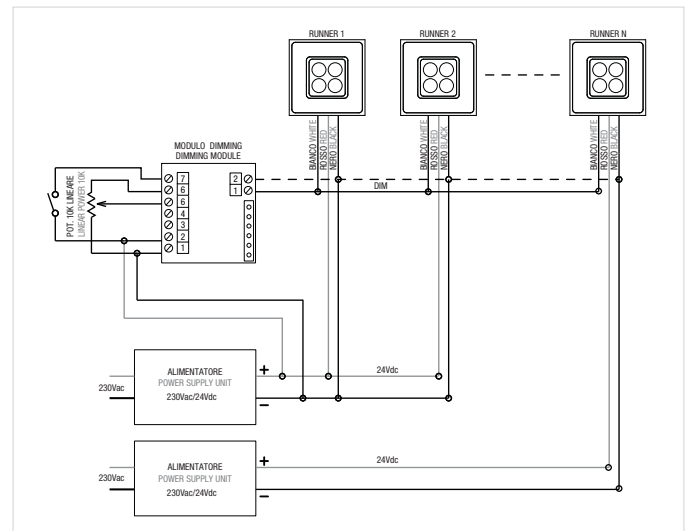 RUNNER 1
RUNNER 2
RUNNER N
BIANCO WHITE
ROSSO RED
NERO BLACK
BIANCO WHITE
ROSSO RED
NERO BLACK
BIANCO WHITE
ROSSO RED
NERO BLACK
MODULO DIMMING
DIMMING MODULE
7
6
6
4
3
2
1
2
1
DIM
POT. 10K LINEARE
LINEAR POWER 10K
ALIMENTATORE
POWER SUPPLY UNIT
230Vac/24Vdc
230Vac
+
−
24Vdc
ALIMENTATORE
POWER SUPPLY UNIT
230Vac/24Vdc
230Vac
+
−
24Vdc